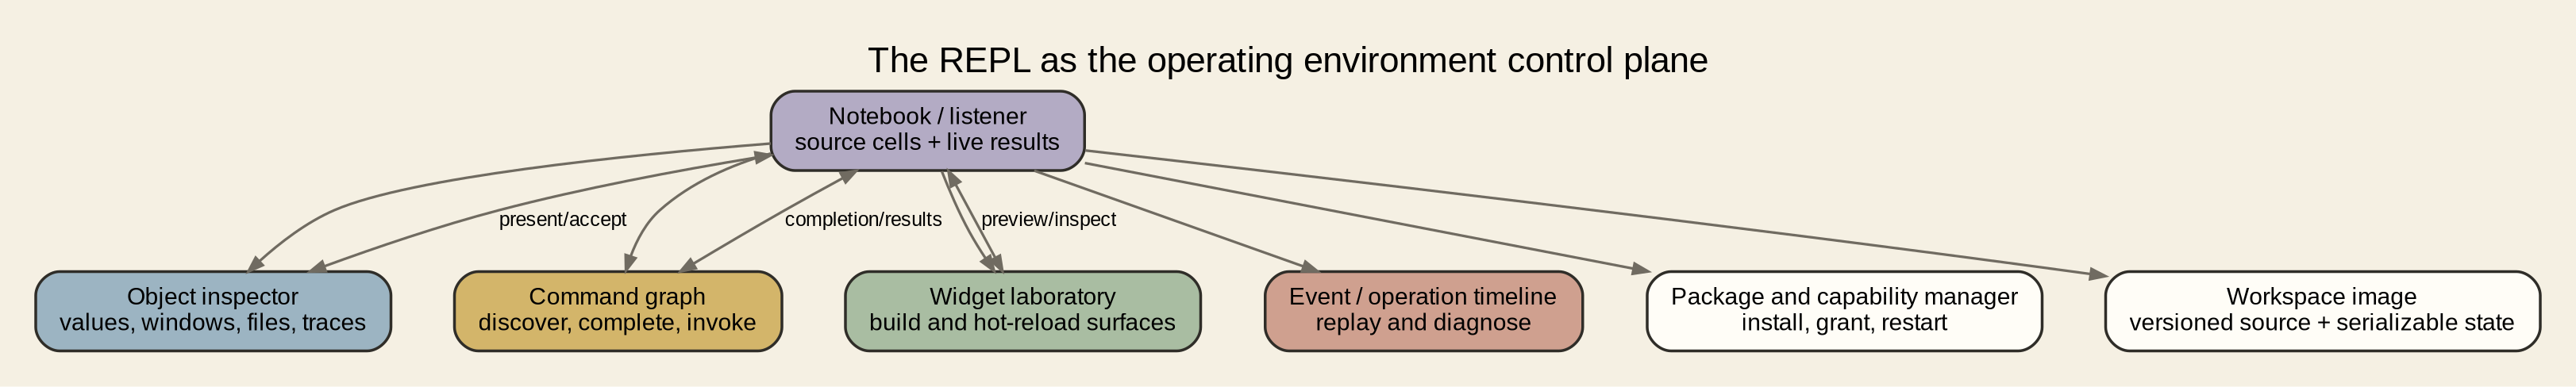 The REPL as the operating environment control plane
Notebook / listener
source cells + live results
present/accept
completion/results
preview/inspect
Object inspector
values, windows, files, traces
Command graph
discover, complete, invoke
Widget laboratory
build and hot-reload surfaces
Event / operation timeline
replay and diagnose
Package and capability manager
install, grant, restart
Workspace image
versioned source + serializable state